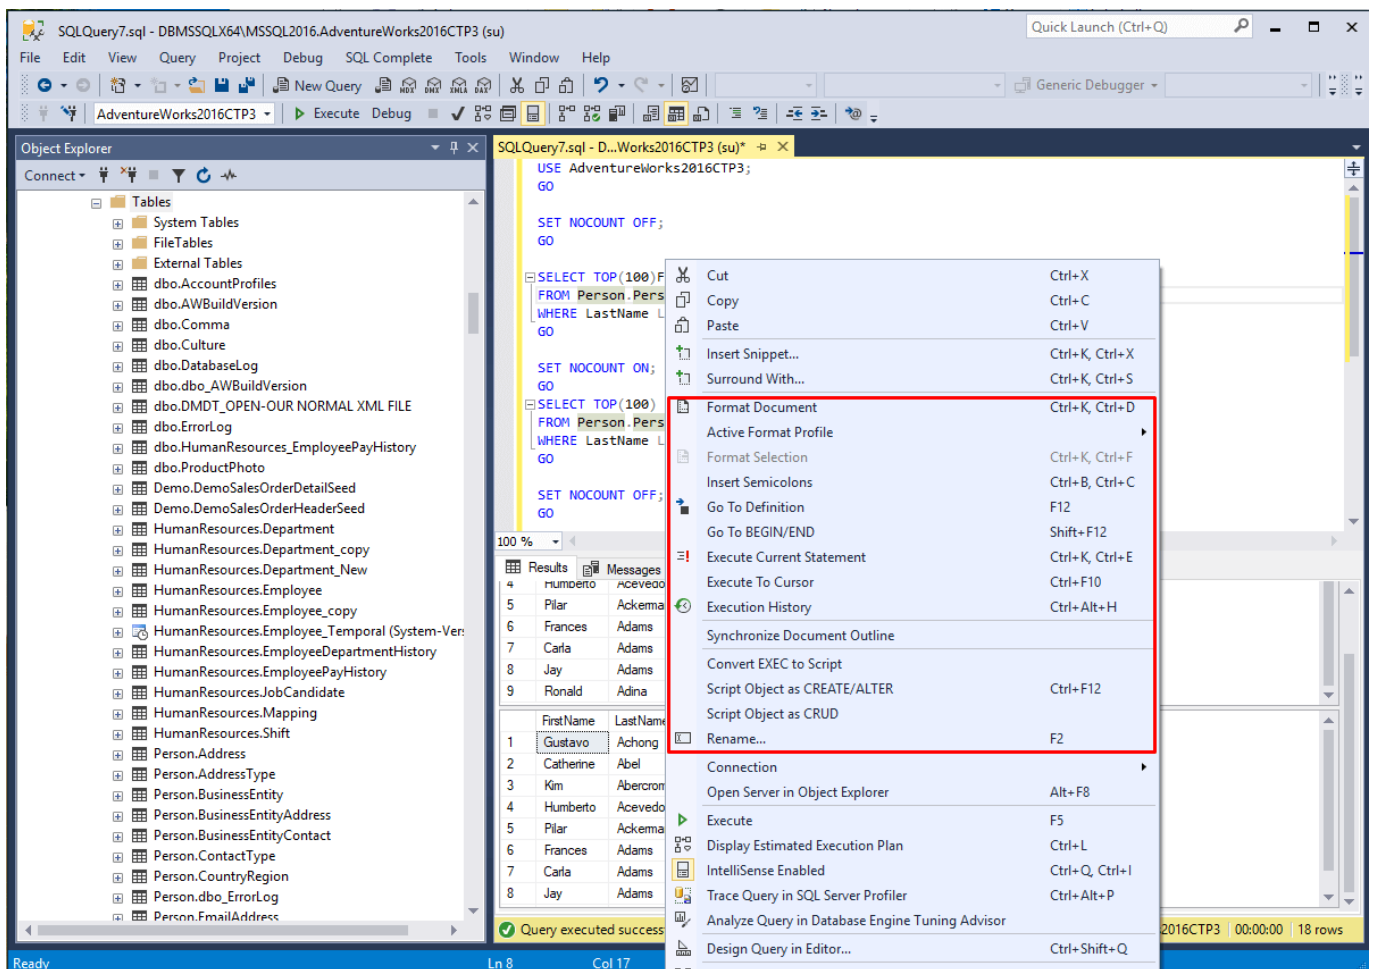 SQLQuery7.sql - DBMSSQLX64\MSSQL2016.AdventureWorks2016CTP3 (su)
Quick Launch (Ctrl+Q)
File Edit View Query Project Debug SQL Complete Tools Window Help
New Query MDX DMX XMLA DAX Generic Debugger
AdventureWorks2016CTP3 Execute Debug
Object Explorer
Connect
Tables
System Tables
FileTables
External Tables
dbo.AccountProfiles
dbo.AWBuildVersion
dbo.Comma
dbo.Culture
dbo.DatabaseLog
dbo.dbo_AWBuildVersion
dbo.DMDT_OPEN-OUR NORMAL XML FILE
dbo.ErrorLog
dbo.HumanResources_EmployeePayHistory
dbo.ProductPhoto
Demo.DemoSalesOrderDetailSeed
Demo.DemoSalesOrderHeaderSeed
HumanResources.Department
HumanResources.Department_copy
HumanResources.Department_New
HumanResources.Employee
HumanResources.Employee_copy
HumanResources.Employee_Temporal (System-Ver
HumanResources.EmployeeDepartmentHistory
HumanResources.EmployeePayHistory
HumanResources.JobCandidate
HumanResources.Mapping
HumanResources.Shift
Person.Address
Person.AddressType
Person.BusinessEntity
Person.BusinessEntityAddress
Person.BusinessEntityContact
Person.ContactType
Person.CountryRegion
Person.dbo_ErrorLog
Person.EmailAddress
SQLQuery7.sql - D...Works2016CTP3 (su)*
USE AdventureWorks2016CTP3;
GO
SET NOCOUNT OFF;
GO
SELECT TOP(100)F
FROM Person.Pers
WHERE LastName L
GO
SET NOCOUNT ON;
GO
SELECT TOP(100)
FROM Person.Pers
WHERE LastName L
GO
SET NOCOUNT OFF;
GO
100 %
Results Messages
4 Humberto Acevedo
5 Pilar Ackerma
6 Frances Adams
7 Carla Adams
8 Jay Adams
9 Ronald Adina
FirstName LastName
1 Gustavo Achong
2 Catherine Abel
3 Kim Abercrom
4 Humberto Acevedo
5 Pilar Ackerma
6 Frances Adams
7 Carla Adams
8 Jay Adams
Cut Ctrl+X
Copy Ctrl+C
Paste Ctrl+V
Insert Snippet... Ctrl+K, Ctrl+X
Surround With... Ctrl+K, Ctrl+S
Format Document Ctrl+K, Ctrl+D
Active Format Profile
Format Selection Ctrl+K, Ctrl+F
Insert Semicolons Ctrl+B, Ctrl+C
Go To Definition F12
Go To BEGIN/END Shift+F12
Execute Current Statement Ctrl+K, Ctrl+E
Execute To Cursor Ctrl+F10
Execution History Ctrl+Alt+H
Synchronize Document Outline
Convert EXEC to Script
Script Object as CREATE/ALTER Ctrl+F12
Script Object as CRUD
Rename... F2
Connection
Open Server in Object Explorer Alt+F8
Execute F5
Display Estimated Execution Plan Ctrl+L
IntelliSense Enabled Ctrl+Q, Ctrl+I
Trace Query in SQL Server Profiler Ctrl+Alt+P
Analyze Query in Database Engine Tuning Advisor
Design Query in Editor... Ctrl+Shift+Q
Query executed success 2016CTP3 00:00:00 18 rows
Ready Ln 8 Col 17